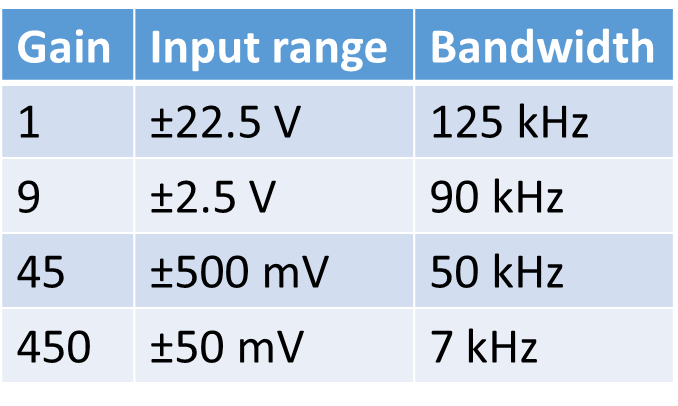 Gain Input range Bandwidth
1 ±22.5 V 125 kHz
9 ±2.5 V 90 kHz
45 ±500 mV 50 kHz
450 ±50 mV 7 kHz